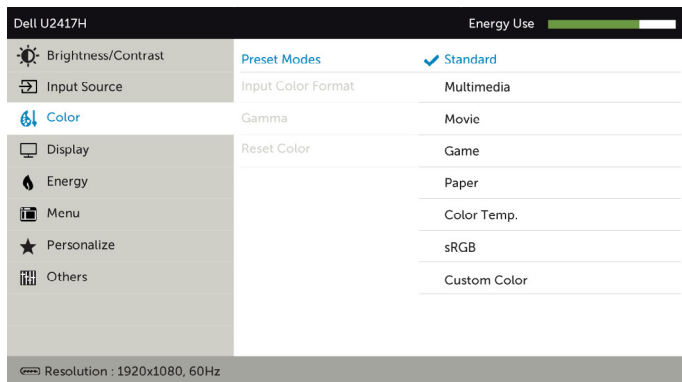 Dell U2417H
Energy Use
Brightness/Contrast
Input Source
Color
Display
Energy
Menu
Personalize
Others
Preset Modes
Input Color Format
Gamma
Reset Color
Standard
Multimedia
Movie
Game
Paper
Color Temp.
sRGB
Custom Color
Resolution : 1920x1080, 60Hz